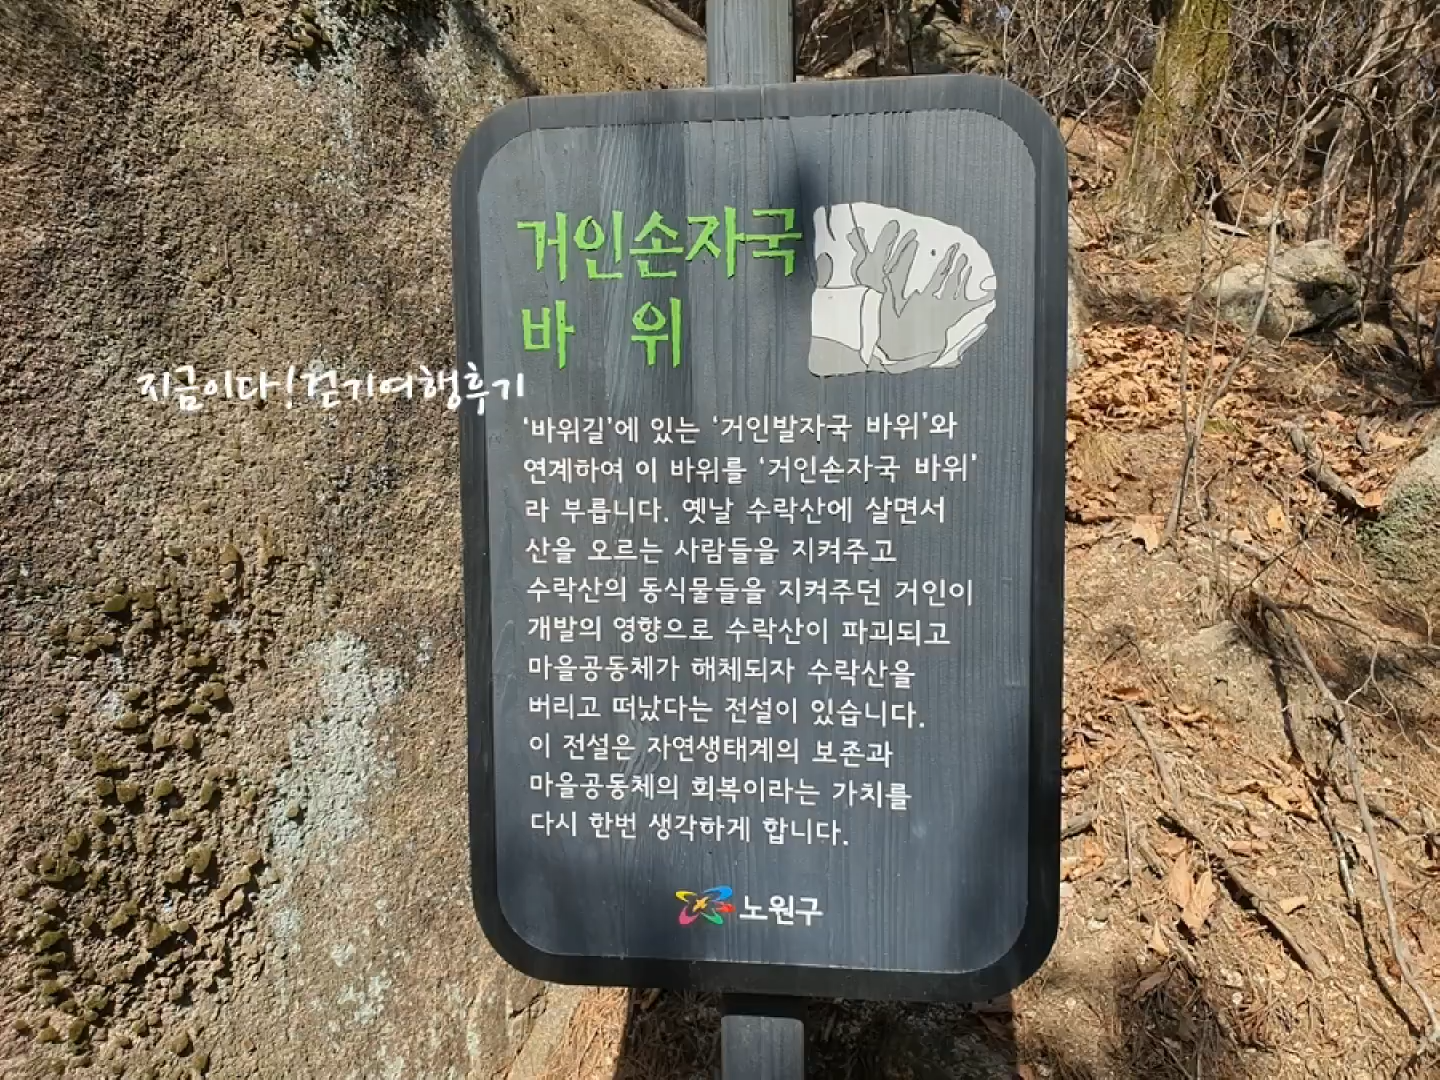 거인손자국
바 위
지금이다!걷기여행후기
‘바위길’에 있는 ‘거인발자국 바위’와
연계하여 이 바위를 ‘거인손자국 바위’
라 부릅니다. 옛날 수락산에 살면서
산을 오르는 사람들을 지켜주고
수락산의 동식물들을 지켜주던 거인이
개발의 영향으로 수락산이 파괴되고
마을공동체가 해체되자 수락산을
버리고 떠났다는 전설이 있습니다.
이 전설은 자연생태계의 보존과
마을공동체의 회복이라는 가치를
다시 한번 생각하게 합니다.
노원구